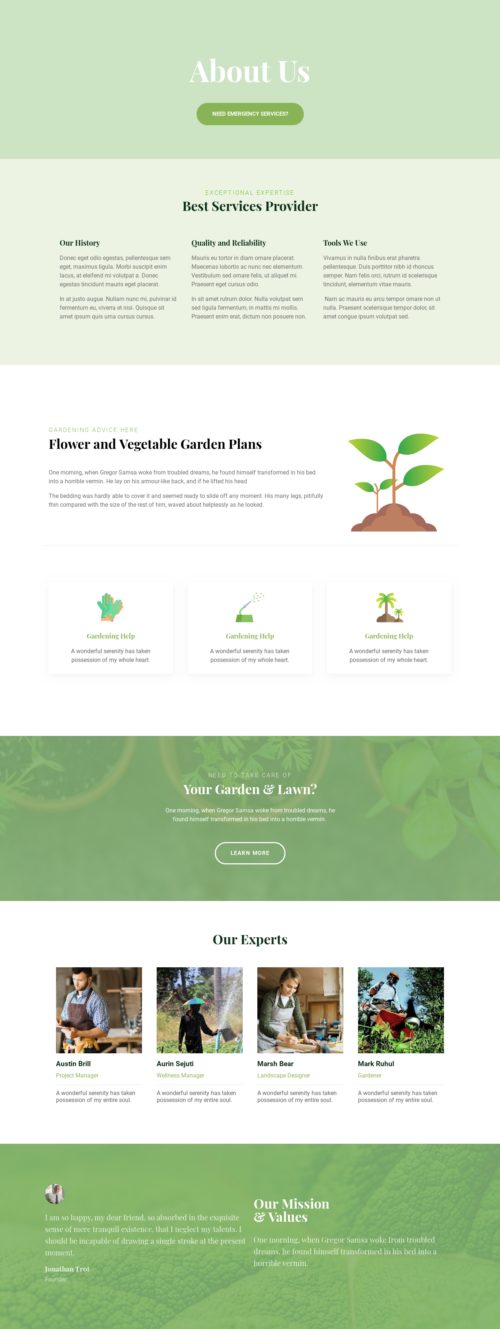 About Us
NEED EMERGENCY SERVICES?
EXCEPTIONAL EXPERTISE
Best Services Provider
Our History
Donec eget odio egestas, pellentesque sem
eget, maximus ligula. Morbi suscipit enim
lacus, at eleifend mi volutpat a. Donec
egestas tincidunt mauris eget placerat.
In at justo augue. Nullam nunc mi, pulvinar id
fermentum eu, viverra et nisi. Quisque sit
amet ipsum quis urna cursus cursus.
Quality and Reliability
Mauris eu tortor in diam ornare placerat.
Maecenas lobortis ac nunc nec elementum.
Vestibulum sed ornare felis, ut aliquet mi.
Praesent eget cursus odio.
In sit amet rutrum dolor. Nulla volutpat sem
sed ligula fermentum, in mattis mi mollis.
Praesent enim erat, dictum non posuere non.
Tools We Use
Vivamus in nulla finibus erat pharetra
pellentesque. Duis porttitor nibh id rhoncus
semper. Nam felis orci, rutrum id scelerisque
tincidunt, elementum vitae mauris.
Nam ac mauris eu arcu tempor ornare non ut
nulla. Praesent scelerisque tempor dolor, sit
amet congue ipsum volutpat sed.
GARDENING ADVICE HERE
Flower and Vegetable Garden Plans
One morning, when Gregor Samsa woke from troubled dreams, he found himself transformed in his bed
into a horrible vermin. He lay on his armour-like back, and if he lifted his head
The bedding was hardly able to cover it and seemed ready to slide off any moment. His many legs, pitifully
thin compared with the size of the rest of him, waved about helplessly as he looked.
Gardening Help
A wonderful serenity has taken
possession of my whole heart.
Gardening Help
A wonderful serenity has taken
possession of my whole heart.
Gardening Help
A wonderful serenity has taken
possession of my whole heart.
NEED TO TAKE CARE OF
Your Garden & Lawn?
One morning, when Gregor Samsa woke from troubled dreams, he
found himself transformed in his bed into a horrible vermin.
LEARN MORE
Our Experts
Austin Brill
Project Manager
A wonderful serenity has taken
possession of my entire soul.
Aurin Sejuti
Wellness Manager
A wonderful serenity has taken
possession of my entire soul.
Marsh Bear
Landscape Designer
A wonderful serenity has taken
possession of my entire soul.
Mark Ruhul
Gardener
A wonderful serenity has taken
possession of my entire soul.
I am so happy, my dear friend, so absorbed in the exquisite
sense of mere tranquil existence, that I neglect my talents. I
should be incapable of drawing a single stroke at the present
moment.
Jonathan Trot
Founder
Our Mission
& Values
One morning, when Gregor Samsa woke from troubled
dreams, he found himself transformed in his bed into a
horrible vermin.